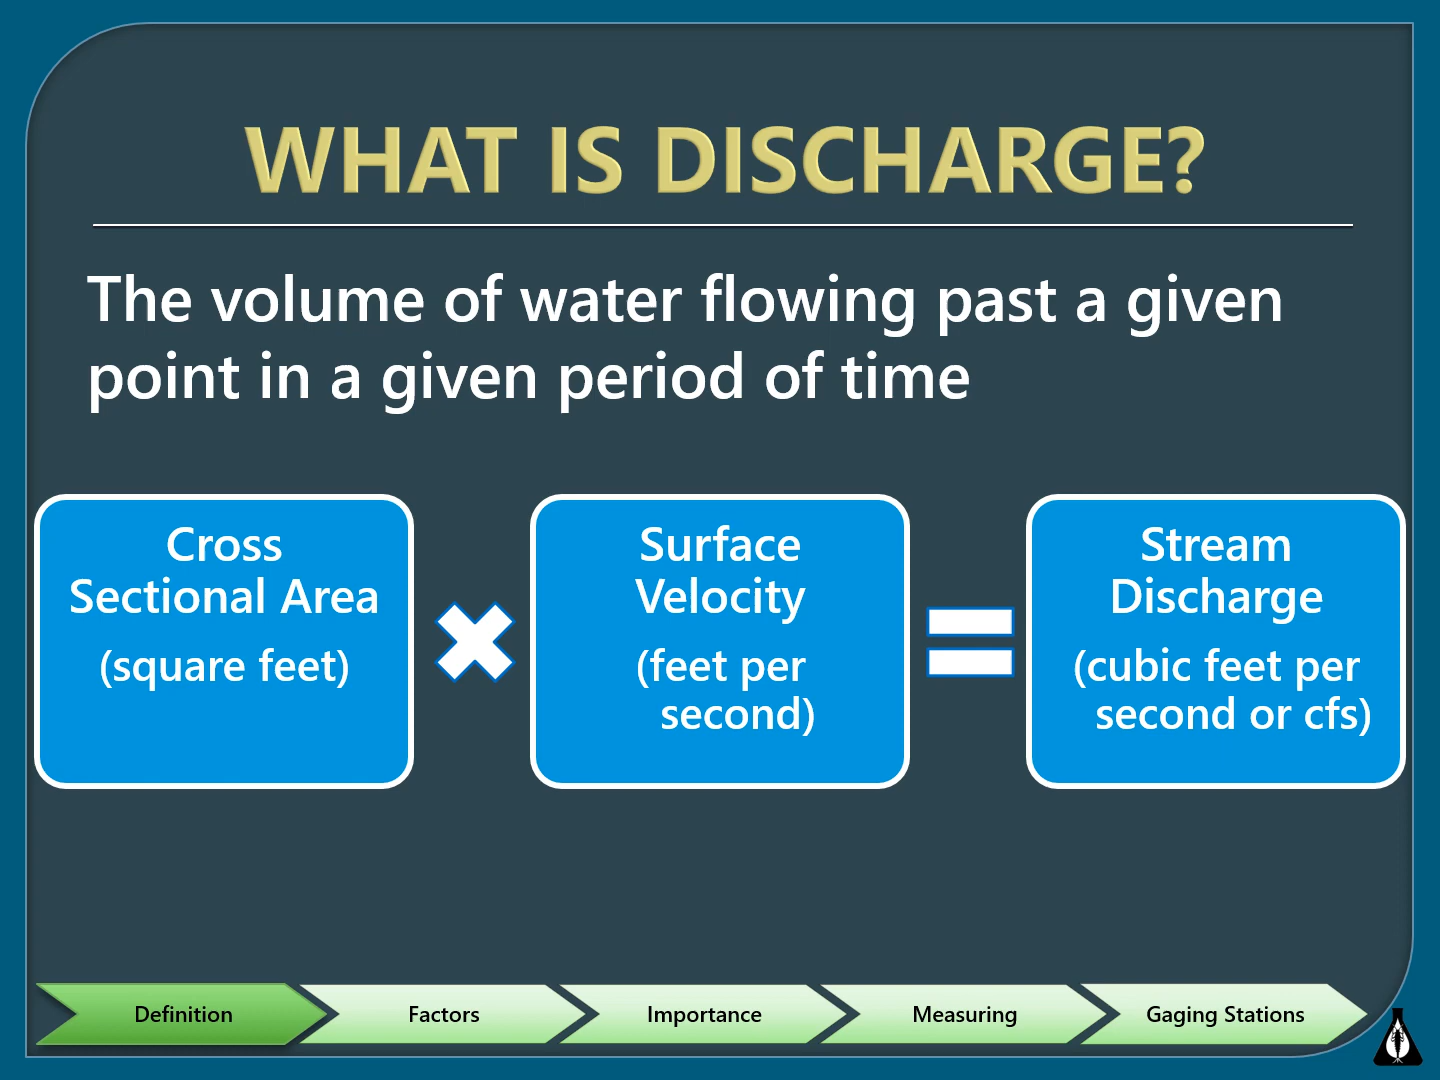 WHAT IS DISCHARGE?
The volume of water flowing past a given
point in a given period of time
Cross
Sectional Area
(square feet)
Surface
Velocity
(feet per
second)
Stream
Discharge
(cubic feet per
second or cfs)
Definition
Factors
Importance
Measuring
Gaging Stations